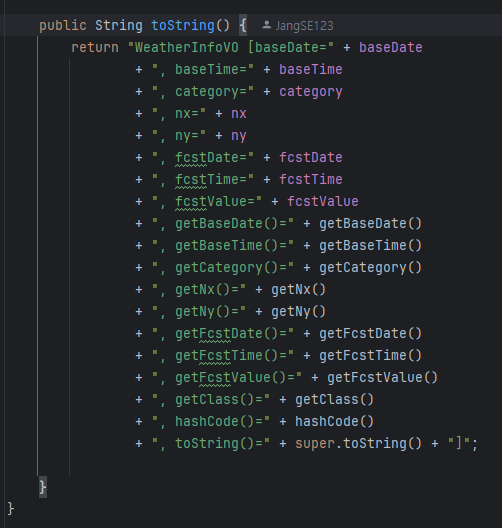 public String toString() { JangSE123
return "WeatherInfoVO [baseDate=" + baseDate
+ ", baseTime=" + baseTime
+ ", category=" + category
+ ", nx=" + nx
+ ", ny=" + ny
+ ", fcstDate=" + fcstDate
+ ", fcstTime=" + fcstTime
+ ", fcstValue=" + fcstValue
+ ", getBaseDate()=" + getBaseDate()
+ ", getBaseTime()=" + getBaseTime()
+ ", getCategory()=" + getCategory()
+ ", getNx()=" + getNx()
+ ", getNy()=" + getNy()
+ ", getFcstDate()=" + getFcstDate()
+ ", getFcstTime()=" + getFcstTime()
+ ", getFcstValue()=" + getFcstValue()
+ ", getClass()=" + getClass()
+ ", hashCode()=" + hashCode()
+ ", toString()=" + super.toString() + "]";
}
}